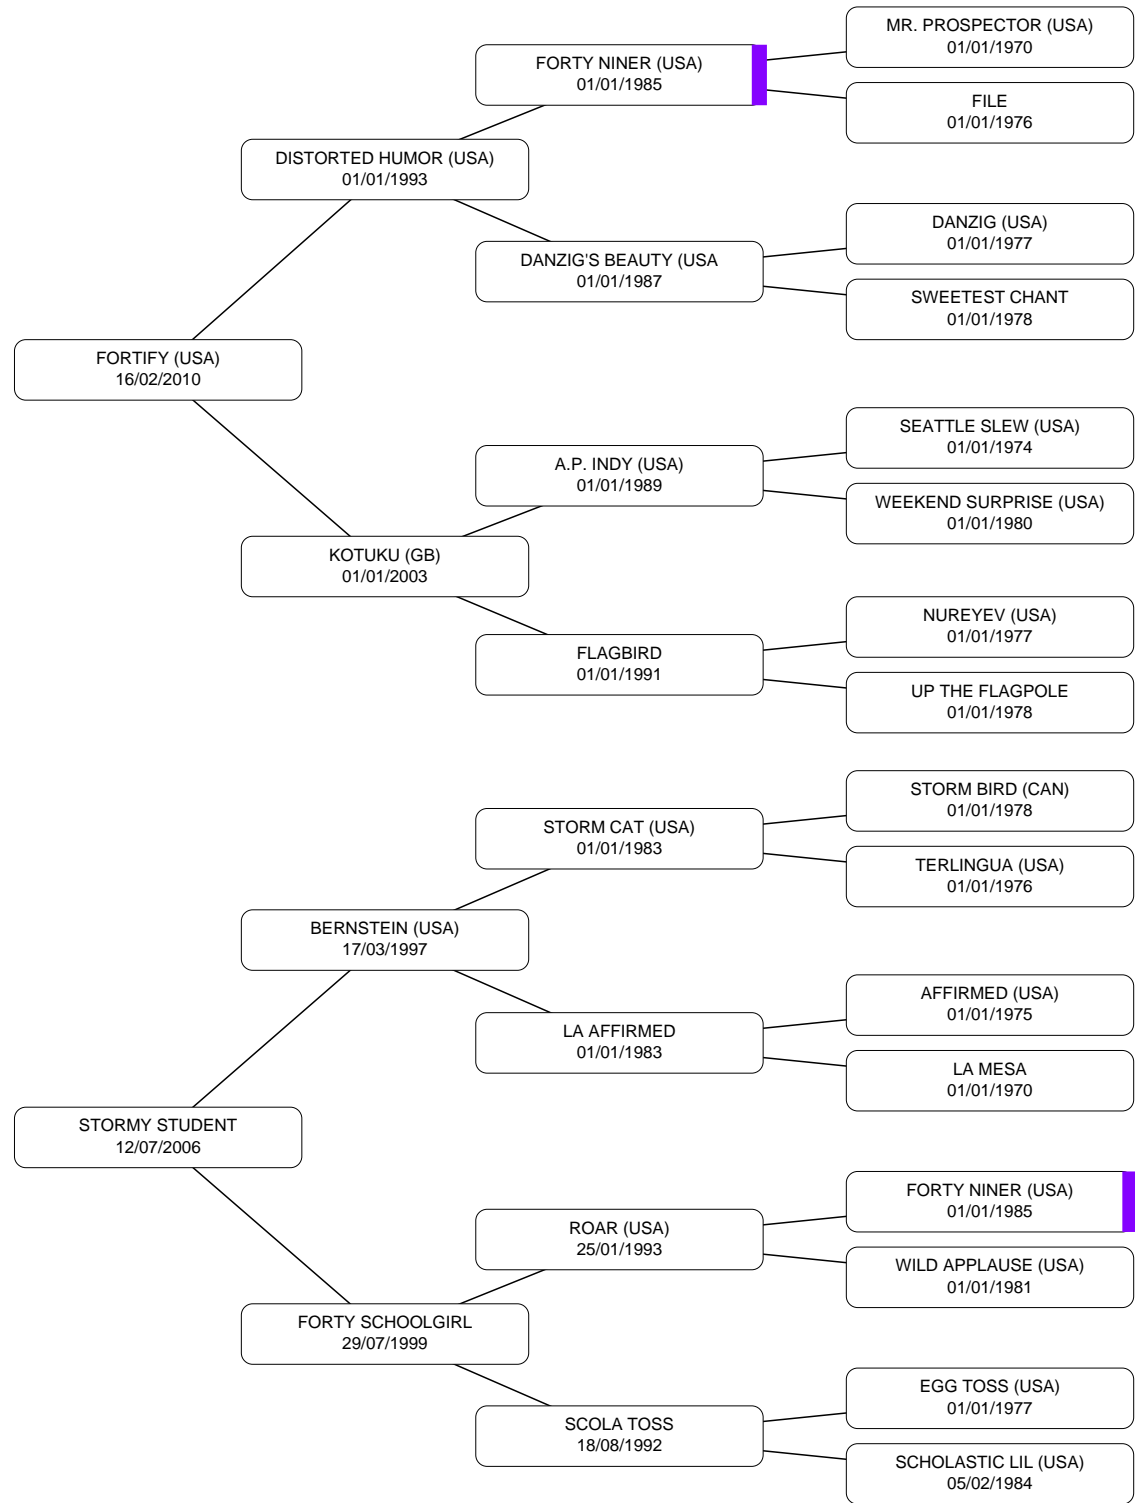 MR. PROSPECTOR (USA)
01/01/1970
FORTY NINER (USA)
01/01/1985
FILE
01/01/1976
DISTORTED HUMOR (USA)
01/01/1993
DANZIG (USA)
01/01/1977
DANZIG'S BEAUTY (USA
01/01/1987
SWEETEST CHANT
01/01/1978
FORTIFY (USA)
16/02/2010
SEATTLE SLEW (USA)
01/01/1974
A.P. INDY (USA)
01/01/1989
WEEKEND SURPRISE (USA)
01/01/1980
KOTUKU (GB)
01/01/2003
NUREYEV (USA)
01/01/1977
FLAGBIRD
01/01/1991
UP THE FLAGPOLE
01/01/1978
STORM BIRD (CAN)
01/01/1978
STORM CAT (USA)
01/01/1983
TERLINGUA (USA)
01/01/1976
BERNSTEIN (USA)
17/03/1997
AFFIRMED (USA)
01/01/1975
LA AFFIRMED
01/01/1983
LA MESA
01/01/1970
STORMY STUDENT
12/07/2006
FORTY NINER (USA)
01/01/1985
ROAR (USA)
25/01/1993
WILD APPLAUSE (USA)
01/01/1981
FORTY SCHOOLGIRL
29/07/1999
EGG TOSS (USA)
01/01/1977
SCOLA TOSS
18/08/1992
SCHOLASTIC LIL (USA)
05/02/1984